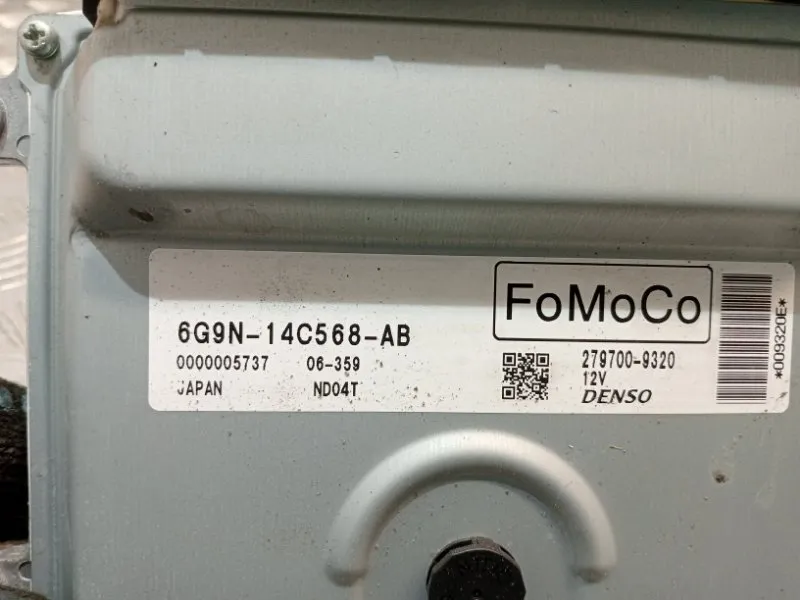 FoMoCo
6G9N-14C568-AB
0000005737 06-359
279700-9320
JAPAN ND04T
12V
DENSO
*009320E*